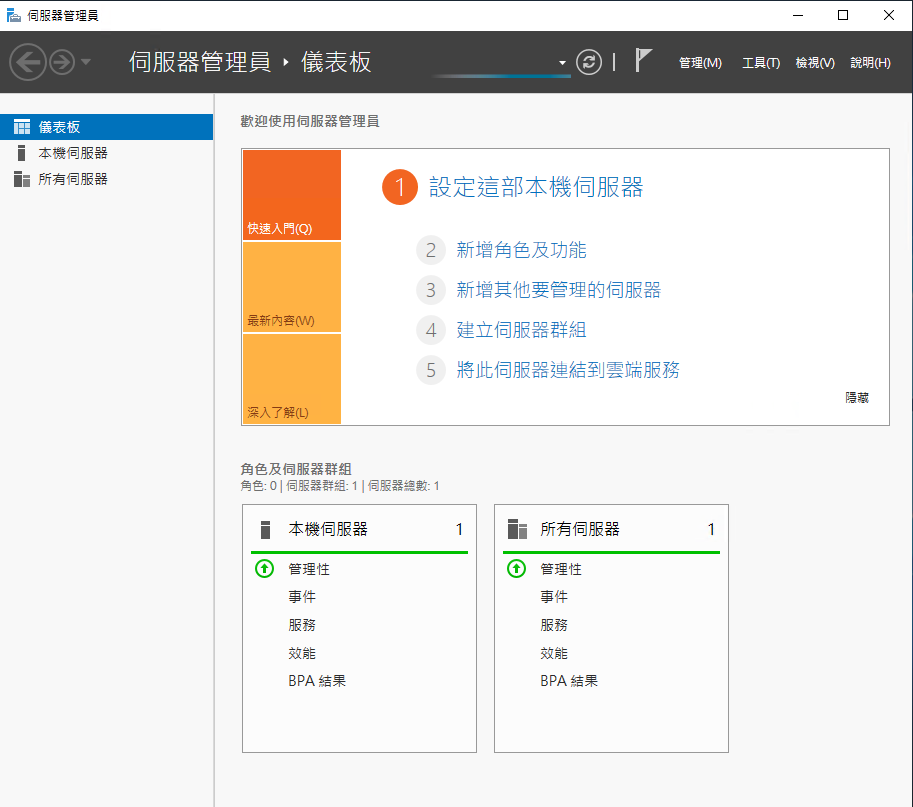 伺服器管理員
伺服器管理員 ‣ 儀表板
管理(M) 工具(T) 檢視(V) 說明(H)
儀表板
本機伺服器
所有伺服器
歡迎使用伺服器管理員
快速入門(Q)
最新內容(W)
深入了解(L)
1 設定這部本機伺服器
2 新增角色及功能
3 新增其他要管理的伺服器
4 建立伺服器群組
5 將此伺服器連結到雲端服務
隱藏
角色及伺服器群組
角色: 0 | 伺服器群組: 1 | 伺服器總數: 1
本機伺服器 1
管理性
事件
服務
效能
BPA 結果
所有伺服器 1
管理性
事件
服務
效能
BPA 結果